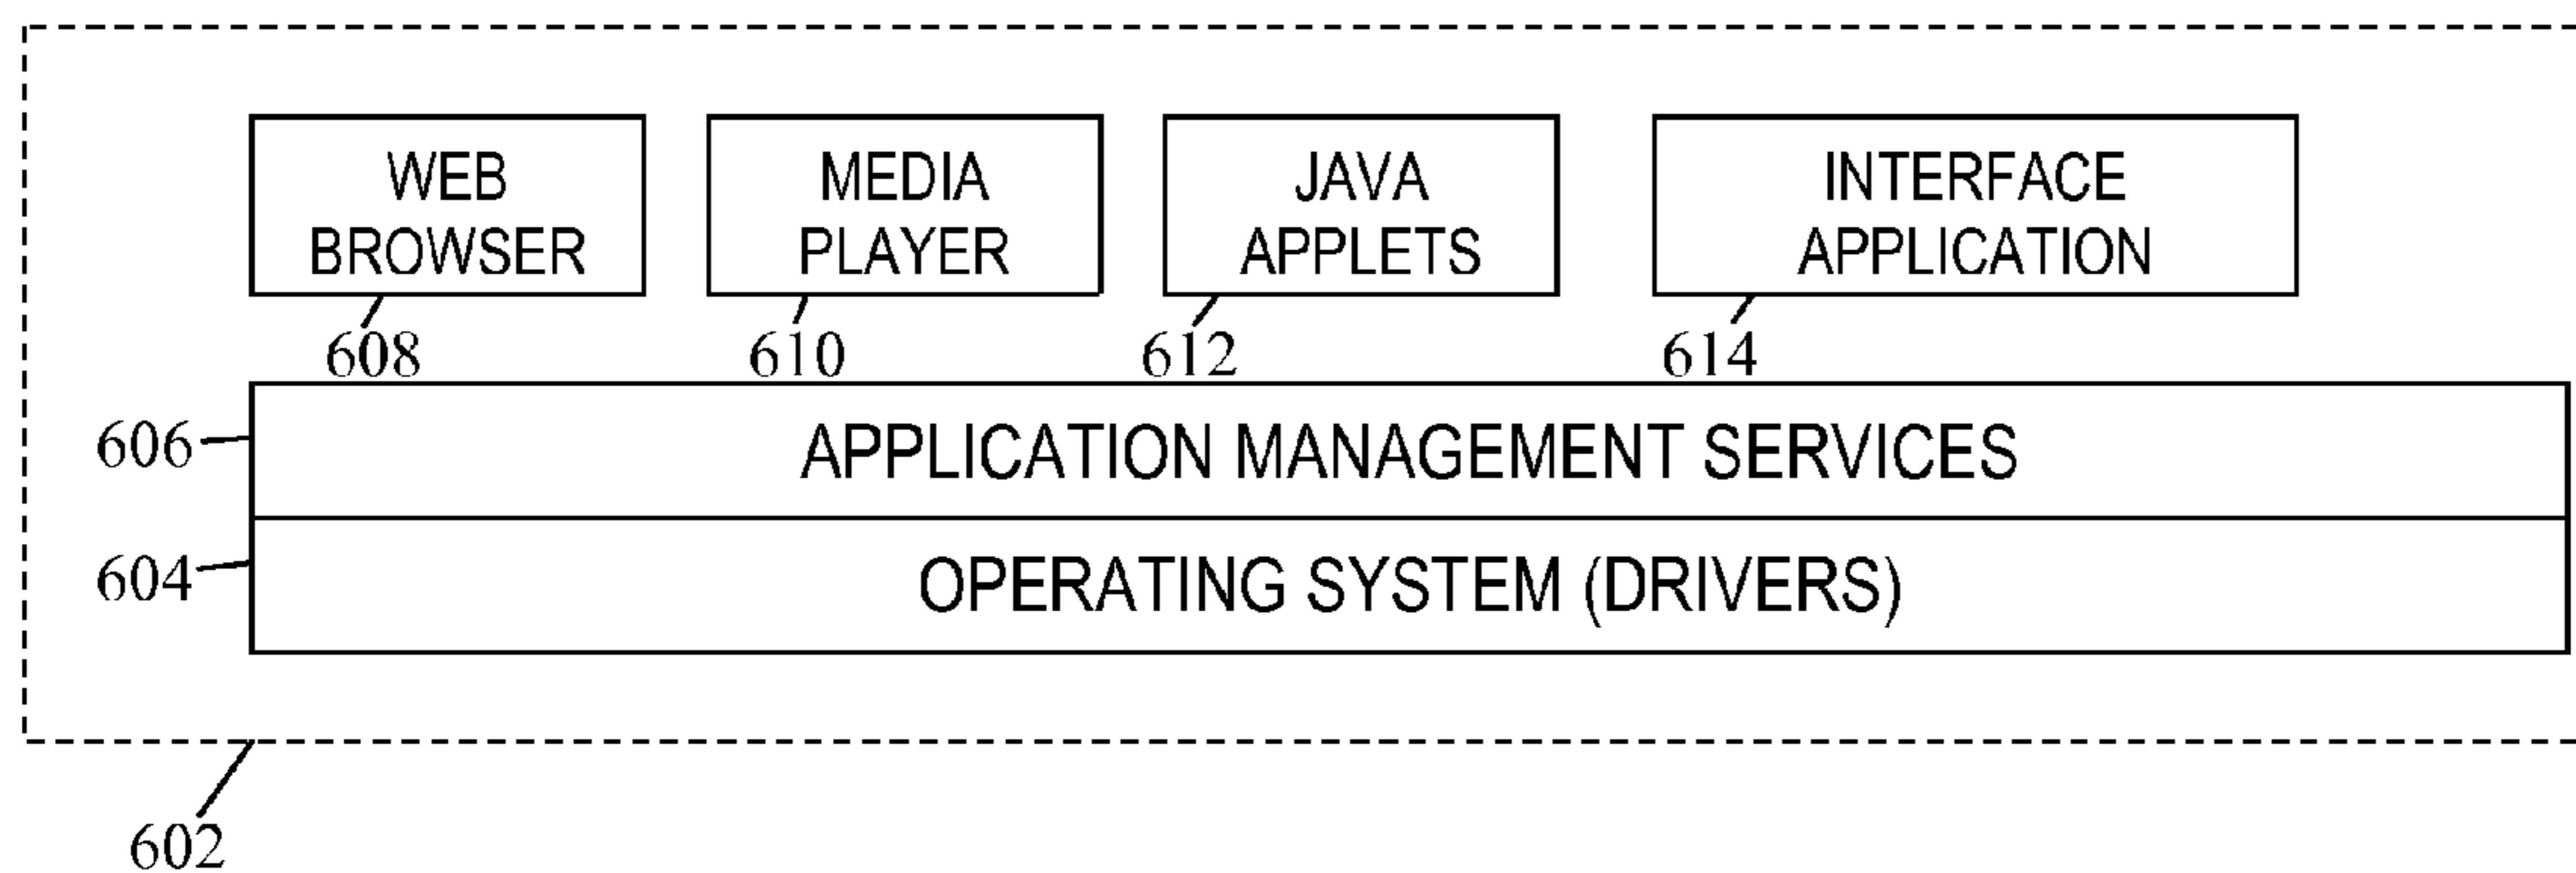 WEB
BROWSER
MEDIA
PLAYER
JAVA
APPLETS
INTERFACE
APPLICATION
608
610
612
614
606
APPLICATION MANAGEMENT SERVICES
604
OPERATING SYSTEM (DRIVERS)
602